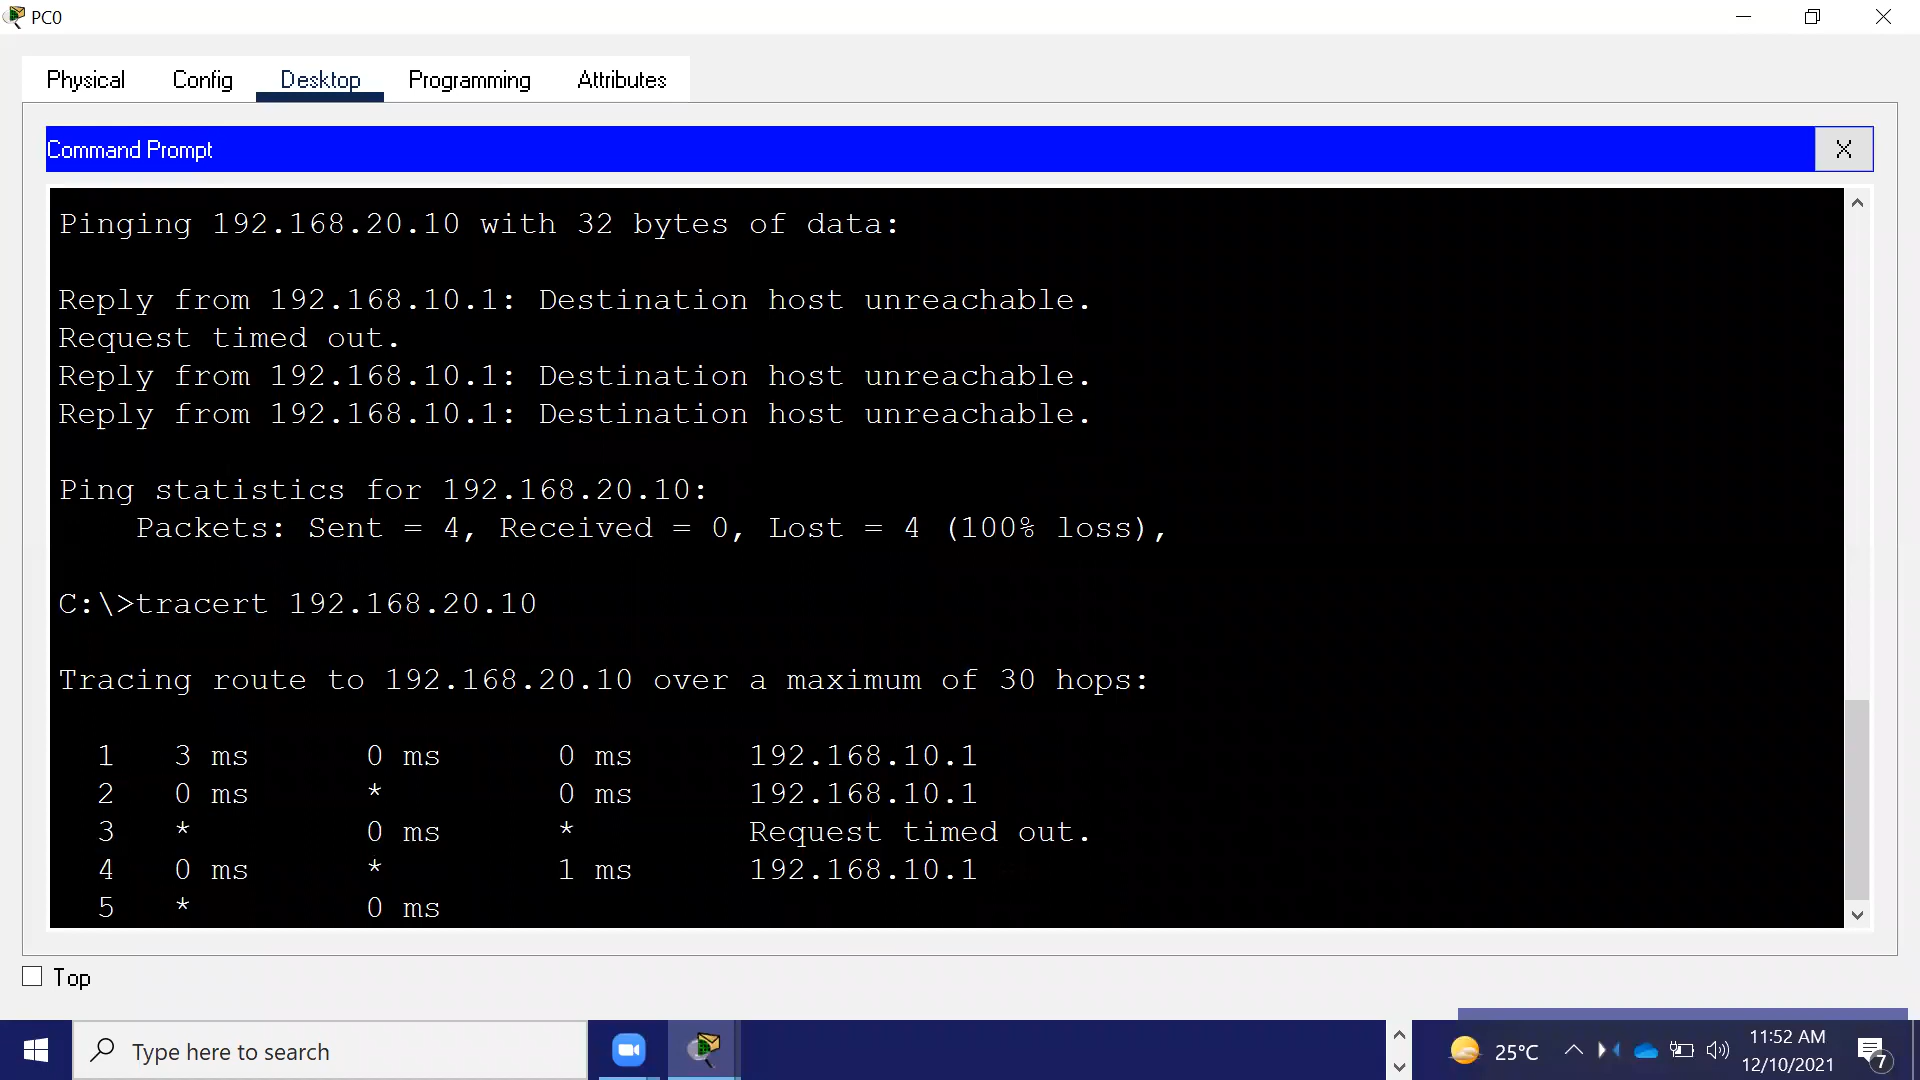 PC0
Physical Config Desktop Programming Attributes
Command Prompt X
Pinging 192.168.20.10 with 32 bytes of data:
Reply from 192.168.10.1: Destination host unreachable.
Request timed out.
Reply from 192.168.10.1: Destination host unreachable.
Reply from 192.168.10.1: Destination host unreachable.
Ping statistics for 192.168.20.10:
Packets: Sent = 4, Received = 0, Lost = 4 (100% loss),
C:\>tracert 192.168.20.10
Tracing route to 192.168.20.10 over a maximum of 30 hops:
1 3 ms 0 ms 0 ms 192.168.10.1
2 0 ms * 0 ms 192.168.10.1
3 * 0 ms * Request timed out.
4 0 ms * 1 ms 192.168.10.1
5 * 0 ms
Top
Type here to search
25°C
11:52 AM
12/10/2021
7